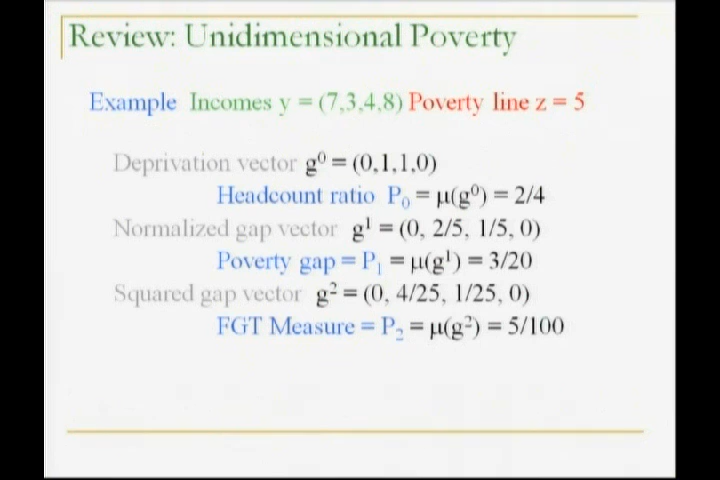 Review: Unidimensional Poverty
Example Incomes y = (7,3,4,8) Poverty line z = 5
Deprivation vector g⁰ = (0,1,1,0)
Headcount ratio P₀ = μ(g⁰) = 2/4
Normalized gap vector g¹ = (0, 2/5, 1/5, 0)
Poverty gap = P₁ = μ(g¹) = 3/20
Squared gap vector g² = (0, 4/25, 1/25, 0)
FGT Measure = P₂ = μ(g²) = 5/100